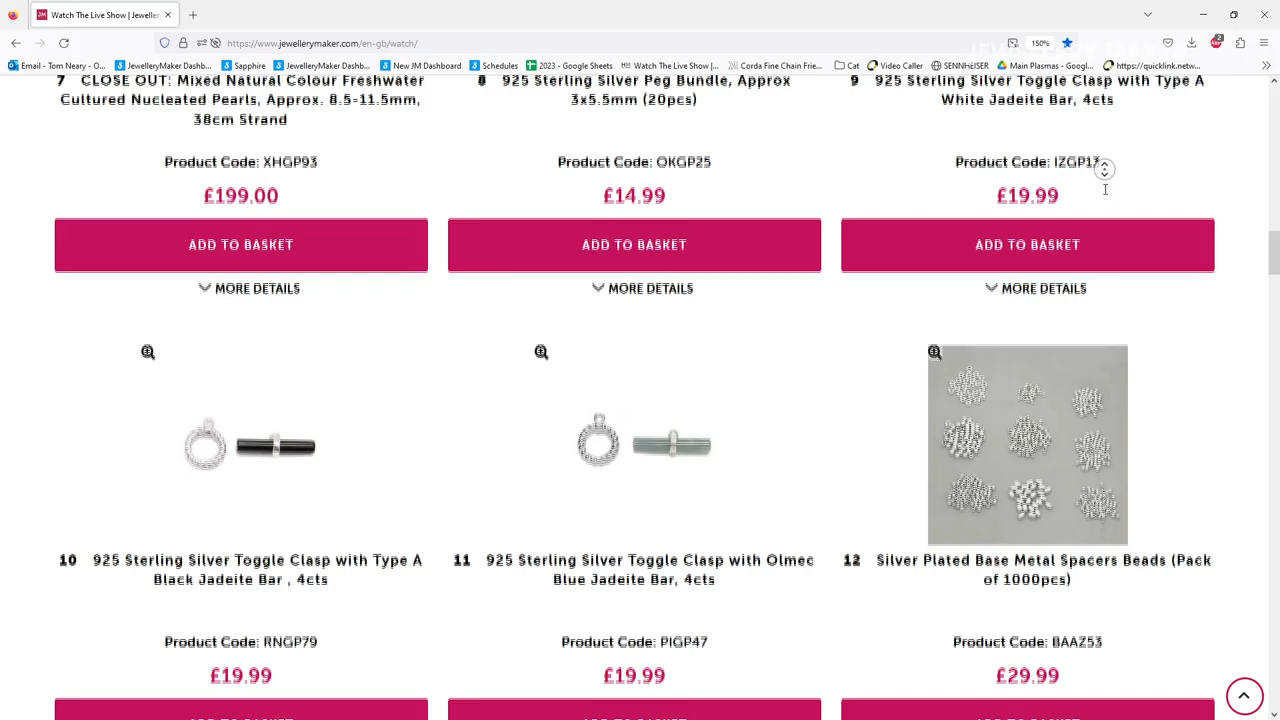 Watch The Live Show | Jeweller
https://www.jewellerymaker.com/en-gb/watch/
150%
2
Email - Tom Neary - O...
JewelleryMaker Dashb...
Sapphire
JewelleryMaker Dashb...
New JM Dashboard
Schedules
2023 - Google Sheets
Watch The Live Show |...
Corda Fine Chain Frie...
Cat
Video Caller
SENNHEISER
Main Plasmas - Googl...
https://quicklink.netw...
7 CLOSE OUT: Mixed Natural Colour Freshwater
Cultured Nucleated Pearls, Approx. 8.5-11.5mm,
38cm Strand
Product Code: XHGP93
£199.00
ADD TO BASKET
MORE DETAILS
8 925 Sterling Silver Peg Bundle, Approx
3x5.5mm (20pcs)
Product Code: OKGP25
£14.99
ADD TO BASKET
MORE DETAILS
9 925 Sterling Silver Toggle Clasp with Type A
White Jadeite Bar, 4cts
Product Code: IZGP17
£19.99
ADD TO BASKET
MORE DETAILS
10 925 Sterling Silver Toggle Clasp with Type A
Black Jadeite Bar , 4cts
Product Code: RNGP79
£19.99
11 925 Sterling Silver Toggle Clasp with Olmec
Blue Jadeite Bar, 4cts
Product Code: PIGP47
£19.99
12 Silver Plated Base Metal Spacers Beads (Pack
of 1000pcs)
Product Code: BAAZ53
£29.99